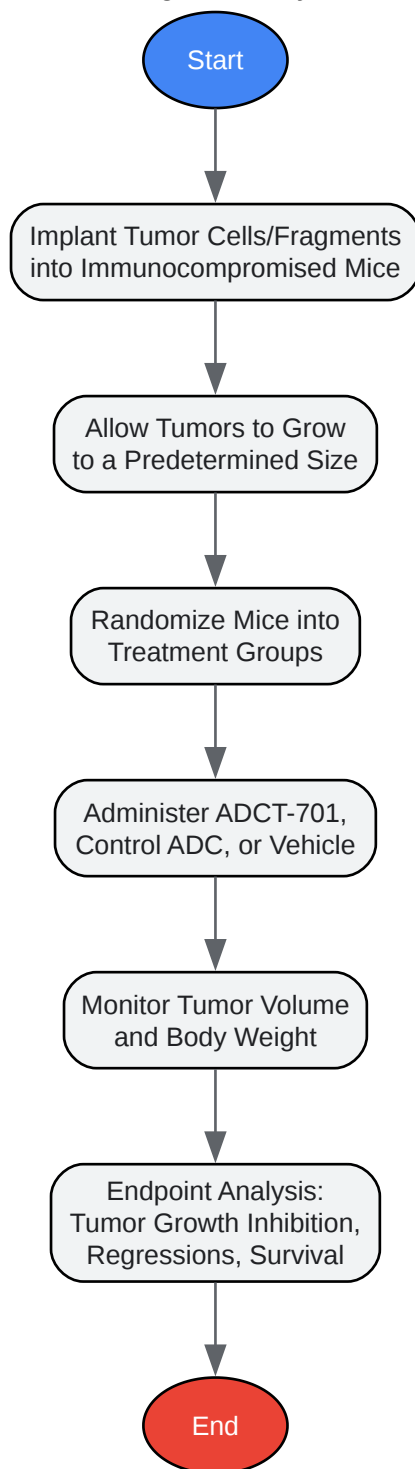 Start
Implant Tumor Cells/Fragments
into Immunocompromised Mice
Allow Tumors to Grow
to a Predetermined Size
Randomize Mice into
Treatment Groups
Administer ADCT-701,
Control ADC, or Vehicle
Monitor Tumor Volume
and Body Weight
Endpoint Analysis:
Tumor Growth Inhibition,
Regressions, Survival
End